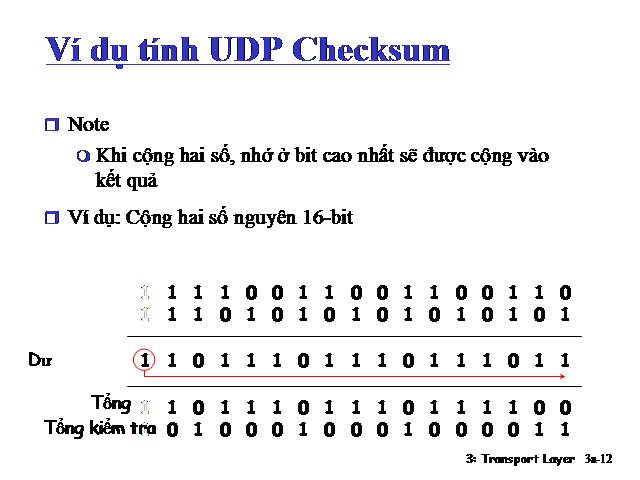 Ví dụ tính UDP Checksum
Note
Khi cộng hai số, nhớ ở bit cao nhất sẽ được cộng vào
kết quả
Ví dụ: Cộng hai số nguyên 16-bit
1 1 1 1 0 0 1 1 0 0 1 1 0 0 1 1 0
1 1 1 0 1 0 1 0 1 0 1 0 1 0 1 0 1
Dư 1 1 0 1 1 1 0 1 1 1 0 1 1 1 0 1 1
Tổng 1 1 0 1 1 1 0 1 1 1 0 1 1 1 1 0 0
Tổng kiểm tra 0 1 0 0 0 1 0 0 0 1 0 0 0 0 1 1
3: Transport Layer 3a-12